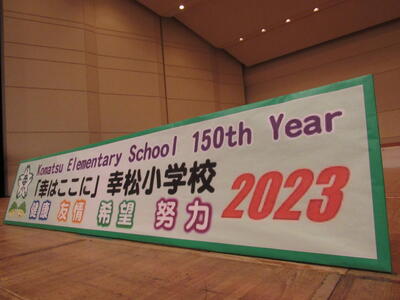 Komatsu Elementary School 150th Year
「幸はここに」幸松小学校
健康 友情 希望 努力 2023